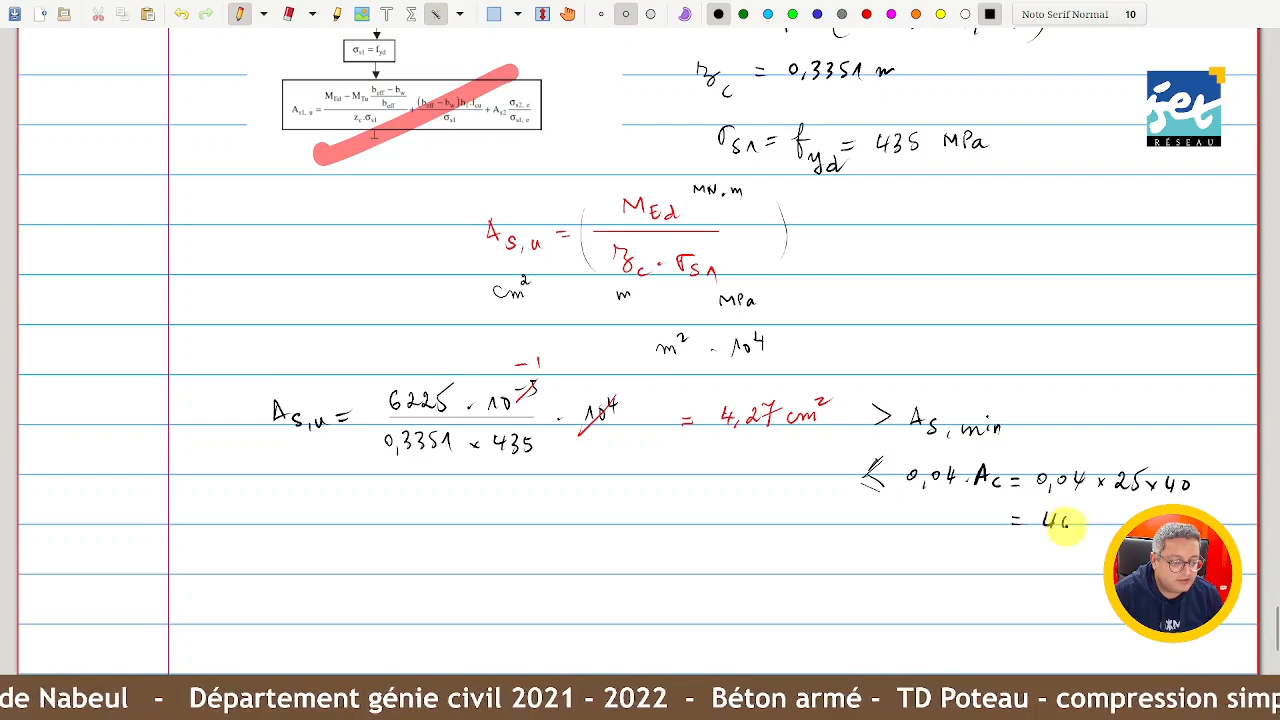 Noto Serif Normal 10
σs1 = fyd
zc = 0,3351 m
As1, u = (MEd – MTu (beff – bw)/beff)/(zc.σs1) + (beff – bw)hf.fcu/σs1 + As2 σs2, e/σs1, e
iset
RÉSEAU
σS1 = fyd = 435 MPa
As,u = (MEd / (zc . σS1))
MN.m
cm² m MPa
m² . 10⁴
-1
As,u = (6225 . 10⁻⁵)/(0,3351 × 435) . 10⁴ = 4,27 cm² > As,min
≤ 0,04 . Ac = 0,04 × 25 × 40
= 40
de Nabeul - Département génie civil 2021 - 2022 - Béton armé - TD Poteau - compression simp